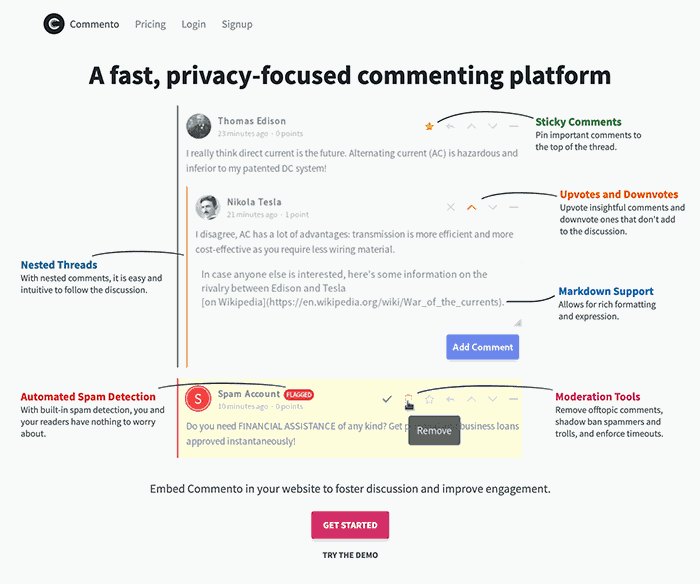 Commento Pricing Login Signup
A fast, privacy-focused commenting platform
Thomas Edison
23 minutes ago · 0 points
I really think direct current is the future. Alternating current (AC) is hazardous and
inferior to my patented DC system!
Sticky Comments
Pin important comments to
the top of the thread.
Nikola Tesla
21 minutes ago · 1 point
I disagree, AC has a lot of advantages: transmission is more efficient and more
cost-effective as you require less wiring material.
Upvotes and Downvotes
Upvote insightful comments and
downvote ones that don't add
to the discussion.
Nested Threads
With nested comments, it is easy and
intuitive to follow the discussion.
In case anyone else is interested, here's some information on the
rivalry between Edison and Tesla
[on Wikipedia](https://en.wikipedia.org/wiki/War_of_the_currents).
Markdown Support
Allows for rich formatting
and expression.
Add Comment
Automated Spam Detection
With built-in spam detection, you and
your readers have nothing to worry
about.
S
Spam Account FLAGGED
10 minutes ago · 0 points
Do you need FINANCIAL ASSISTANCE of any kind? Get business loans
approved instantaneously!
Remove
Moderation Tools
Remove offtopic comments,
shadow ban spammers and
trolls, and enforce timeouts.
Embed Commento in your website to foster discussion and improve engagement.
GET STARTED
TRY THE DEMO